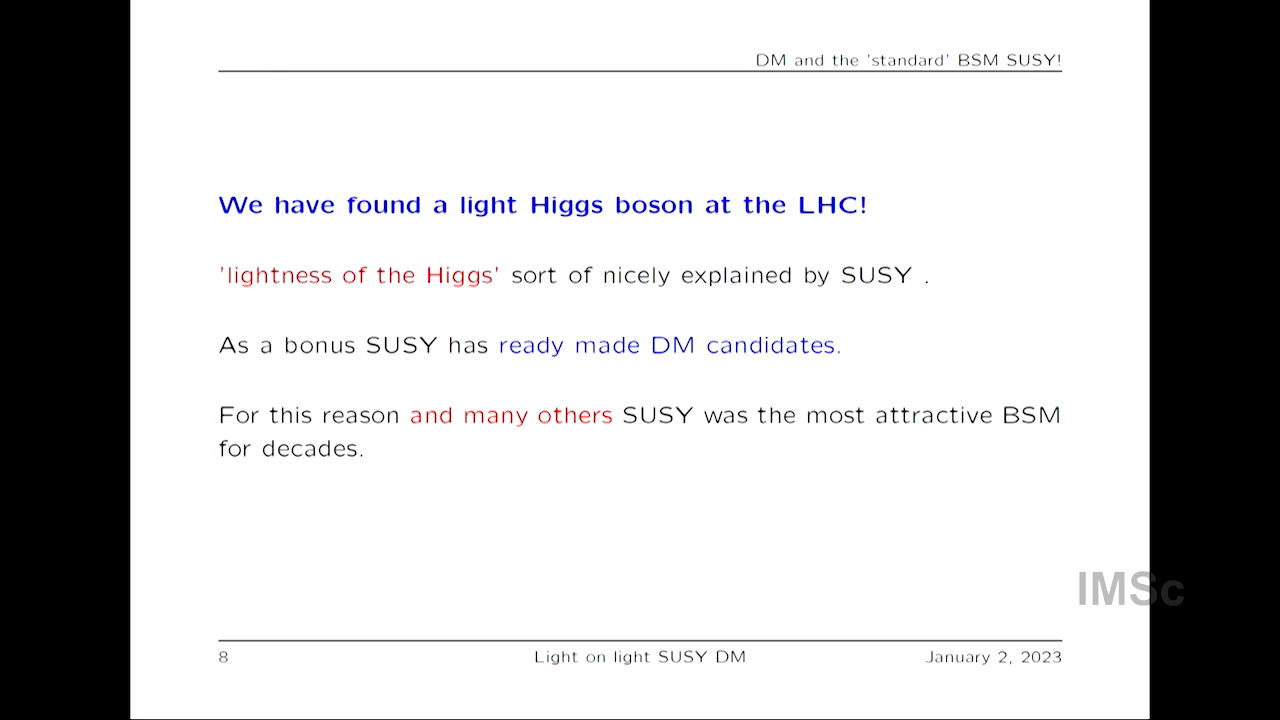 DM and the 'standard' BSM SUSY!
We have found a light Higgs boson at the LHC!
'lightness of the Higgs' sort of nicely explained by SUSY .
As a bonus SUSY has ready made DM candidates.
For this reason and many others SUSY was the most attractive BSM
for decades.
IMSc
8 Light on light SUSY DM January 2, 2023